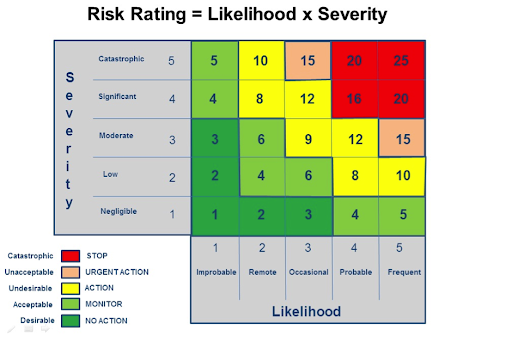 Risk Rating = Likelihood x Severity
Severity
Catastrophic 5 5 10 15 20 25
Significant 4 4 8 12 16 20
Moderate 3 3 6 9 12 15
Low 2 2 4 6 8 10
Negligible 1 1 2 3 4 5
1 2 3 4 5
Improbable Remote Occasional Probable Frequent
Likelihood
Catastrophic STOP
Unacceptable URGENT ACTION
Undesirable ACTION
Acceptable MONITOR
Desirable NO ACTION